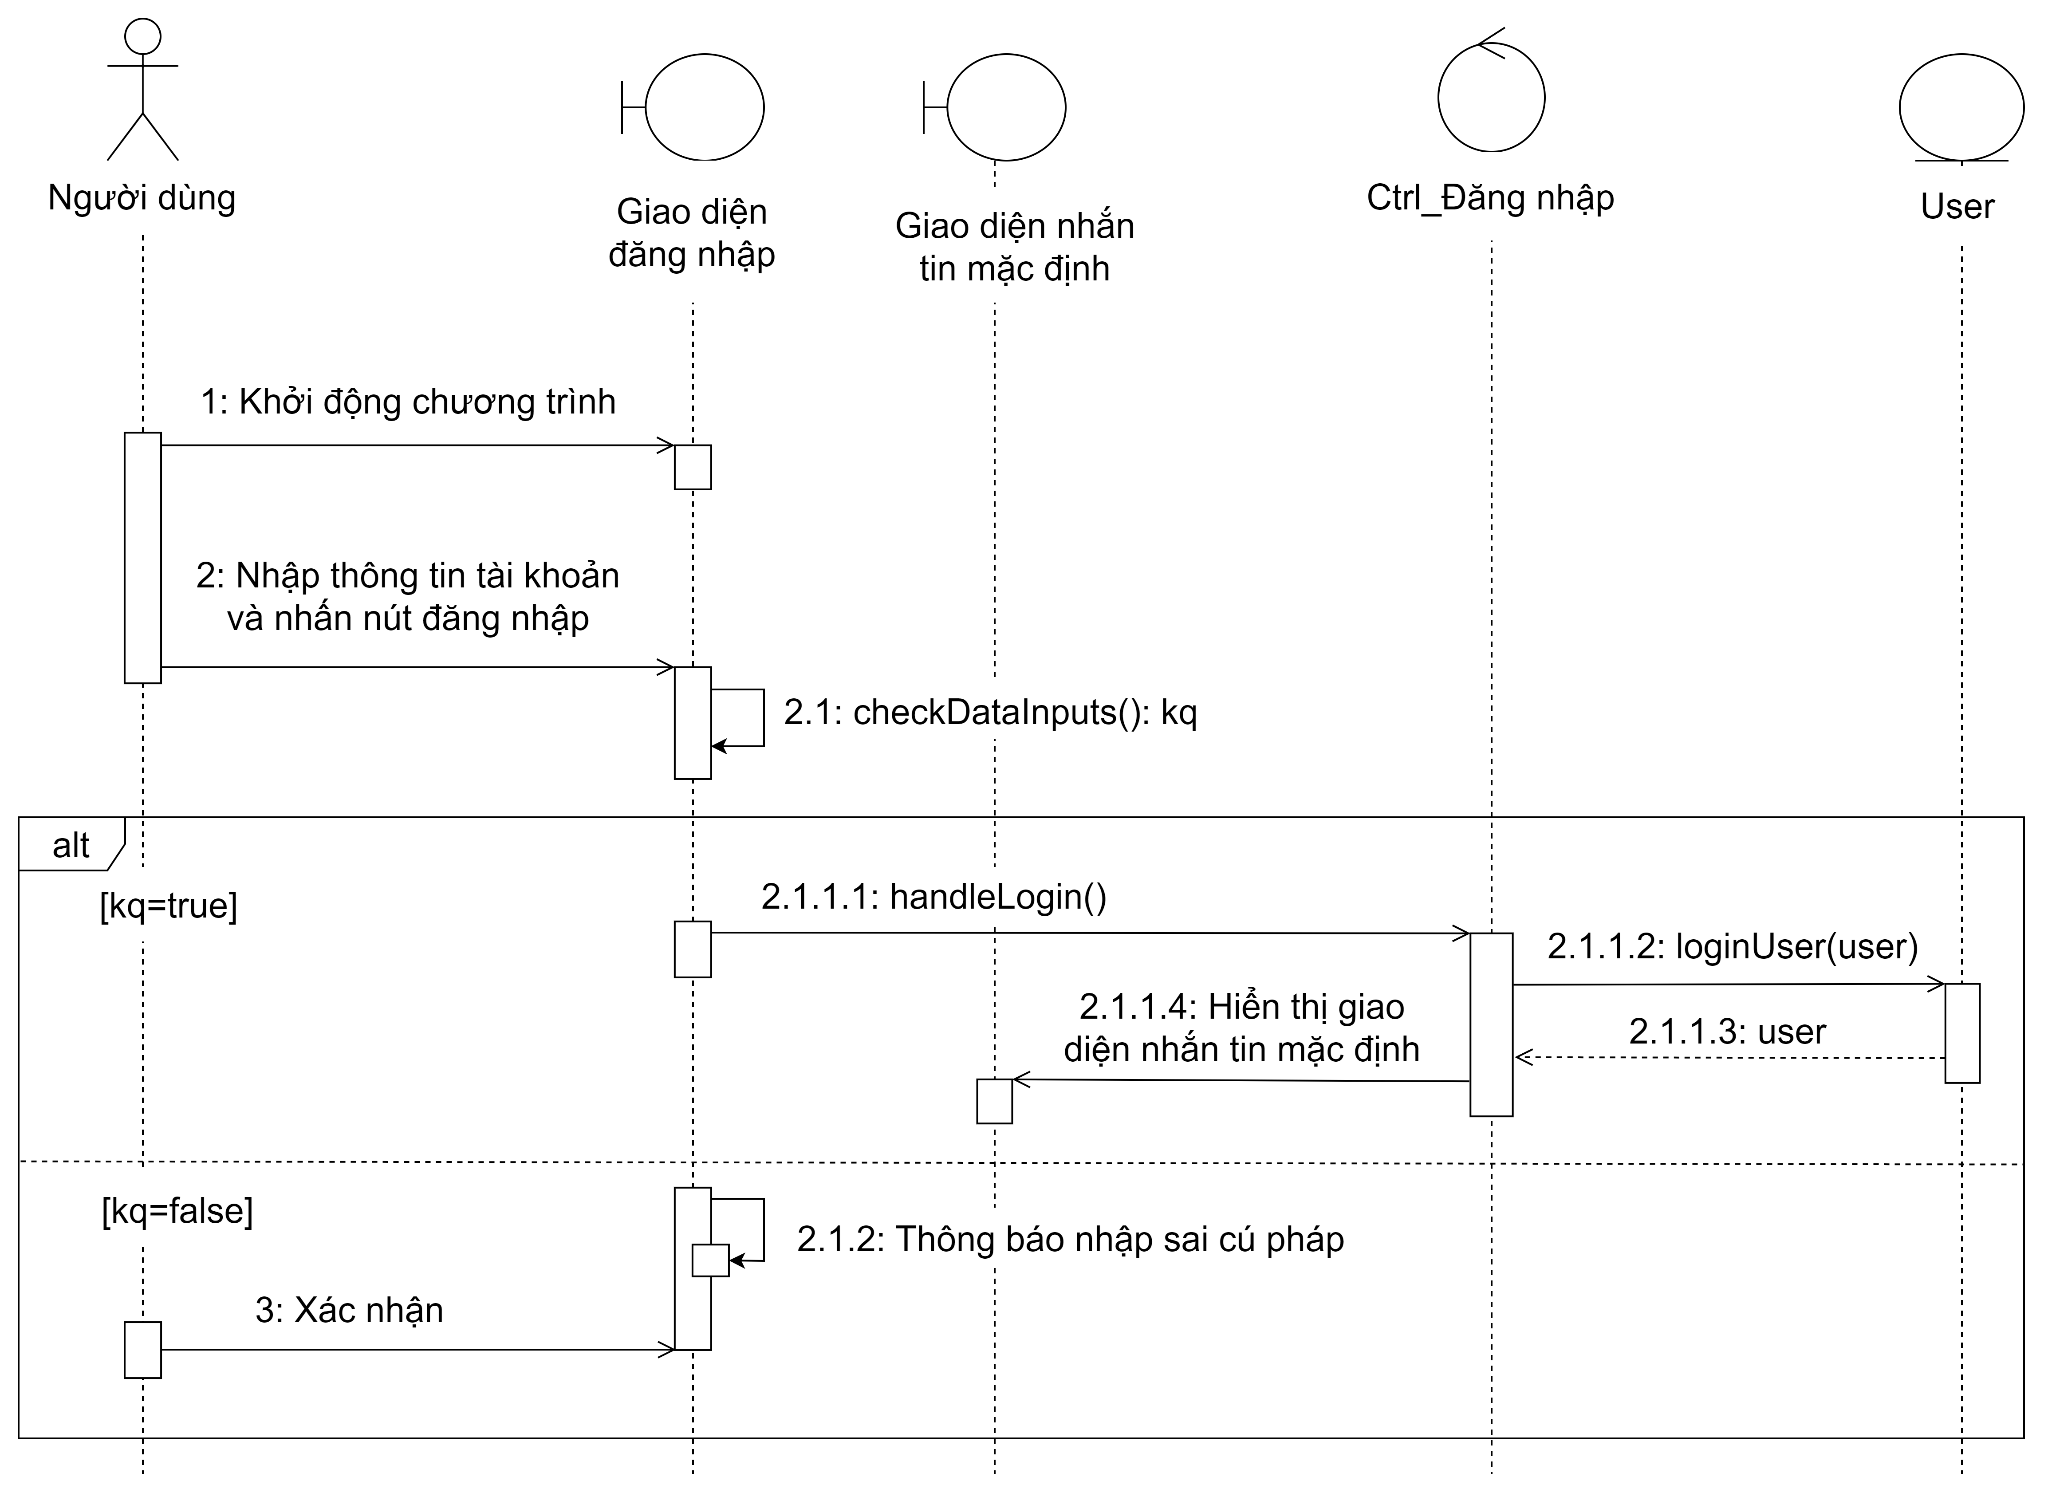 Người dùng
Giao diện
đăng nhập
Giao diện nhắn
tin mặc định
Ctrl_Đăng nhập
User
1: Khởi động chương trình
2: Nhập thông tin tài khoản
và nhấn nút đăng nhập
2.1: checkDataInputs(): kq
alt
[kq=true]
2.1.1.1: handleLogin()
2.1.1.2: loginUser(user)
2.1.1.3: user
2.1.1.4: Hiển thị giao
diện nhắn tin mặc định
[kq=false]
2.1.2: Thông báo nhập sai cú pháp
3: Xác nhận